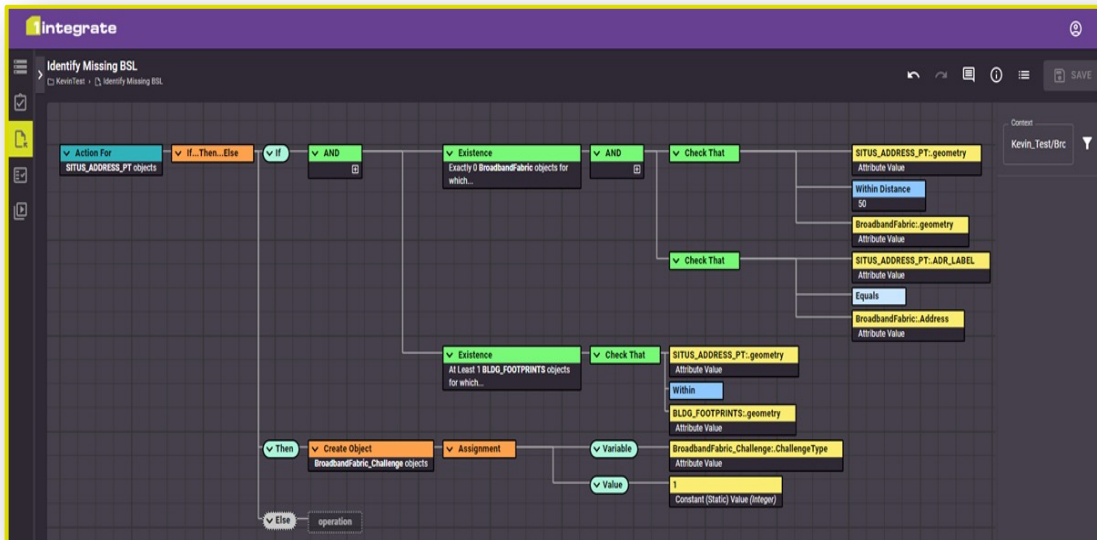 1integrate
Identify Missing BSL
KevinTest › Identify Missing BSL
SAVE
Context
Kevin_Test/Brc
Action For
SITUS_ADDRESS_PT objects
If...Then...Else
If
AND
Existence
Exactly 0 BroadbandFabric objects for
which...
AND
Check That
SITUS_ADDRESS_PT:.geometry
Attribute Value
Within Distance
50
BroadbandFabric:.geometry
Attribute Value
Check That
SITUS_ADDRESS_PT:.ADR_LABEL
Attribute Value
Equals
BroadbandFabric:.Address
Attribute Value
Existence
At Least 1 BLDG_FOOTPRINTS objects
for which...
Check That
SITUS_ADDRESS_PT:.geometry
Attribute Value
Within
BLDG_FOOTPRINTS:.geometry
Attribute Value
Then
Create Object
BroadbandFabric_Challenge objects
Assignment
Variable
BroadbandFabric_Challenge:.ChallengeType
Attribute Value
Value
1
Constant (Static) Value (Integer)
Else
operation